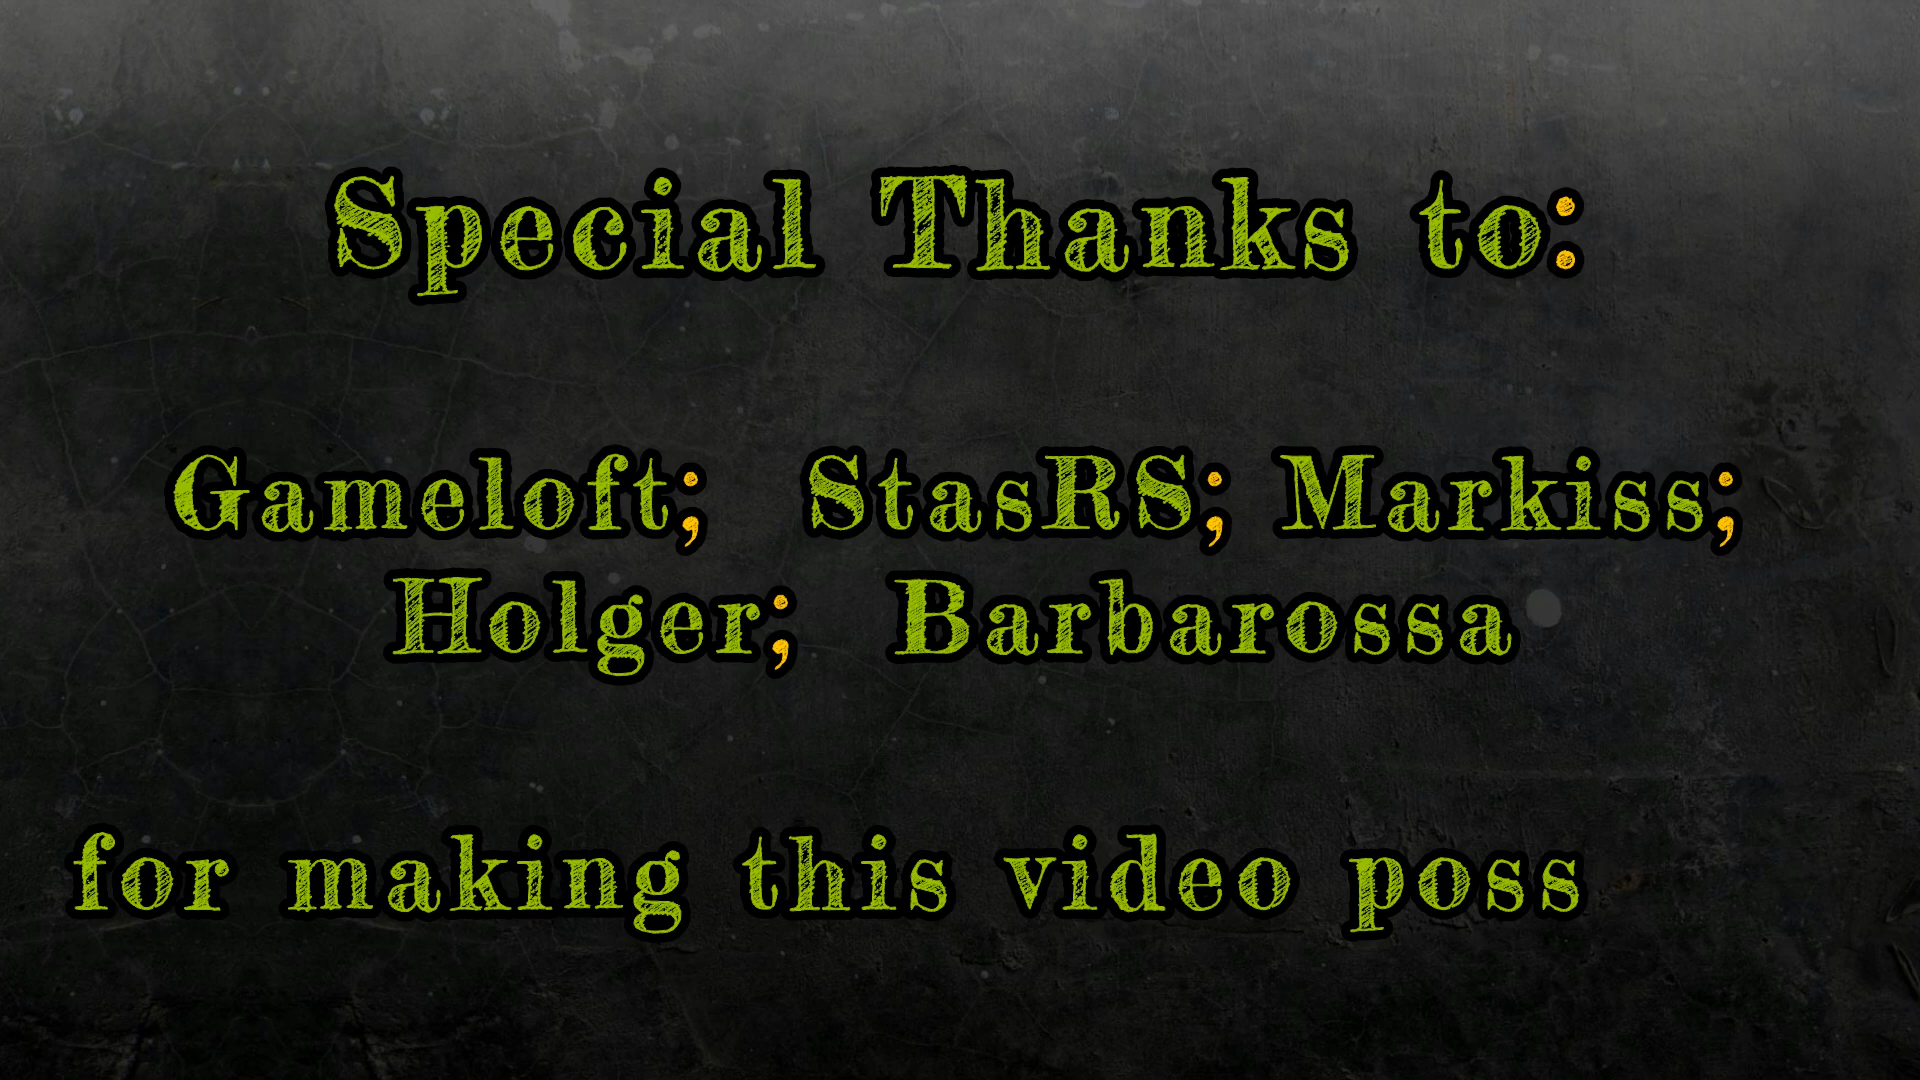 Special Thanks to:
Gameloft; StasRS; Markiss;
Holger; Barbarossa
for making this video poss